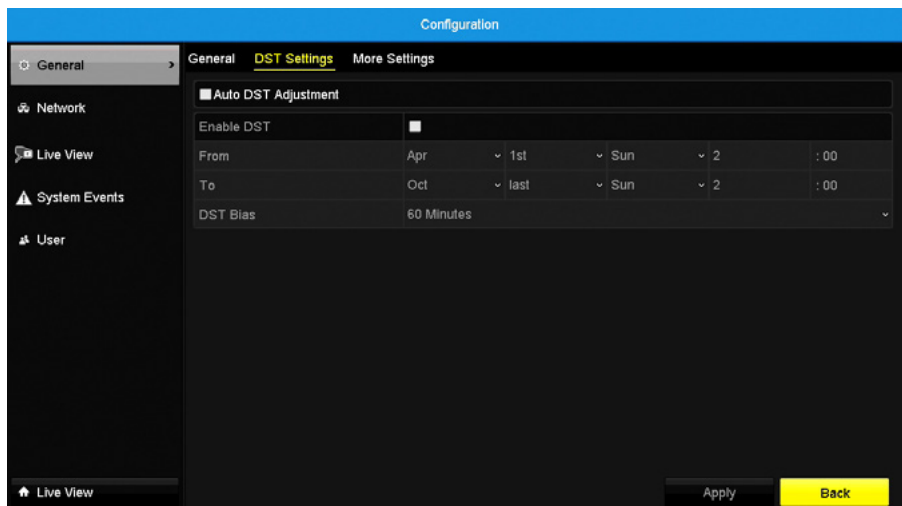 Configuration
General
Network
Live View
System Events
User
Live View
General DST Settings More Settings
Auto DST Adjustment
Enable DST
From Apr 1st Sun 2 : 00
To Oct last Sun 2 : 00
DST Bias 60 Minutes
Apply Back